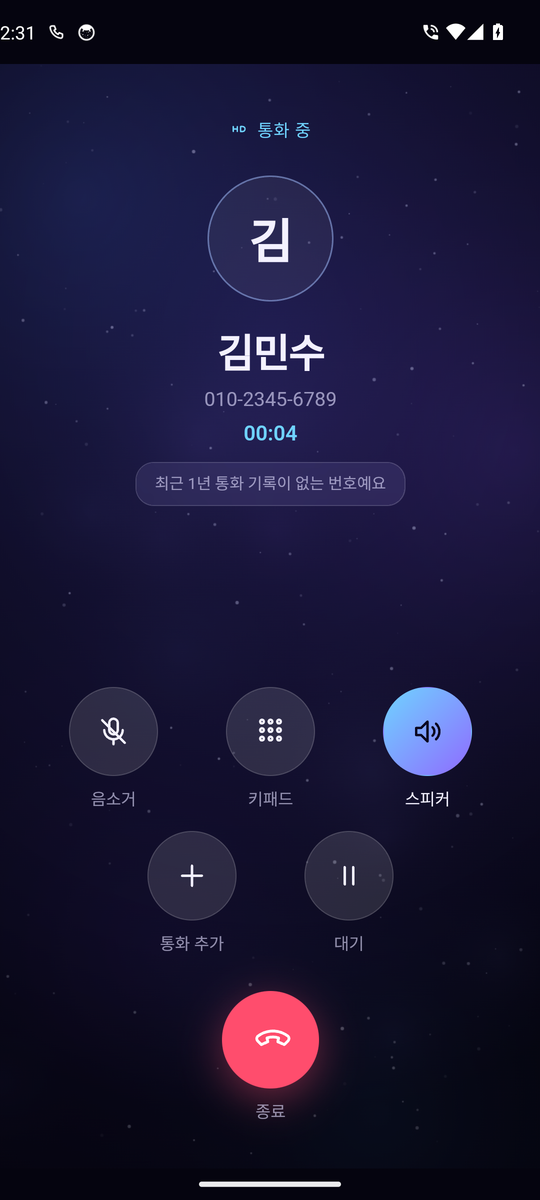 2:31
HD 통화 중
김
김민수
010-2345-6789
00:04
최근 1년 통화 기록이 없는 번호예요
음소거
키패드
스피커
통화 추가
대기
종료